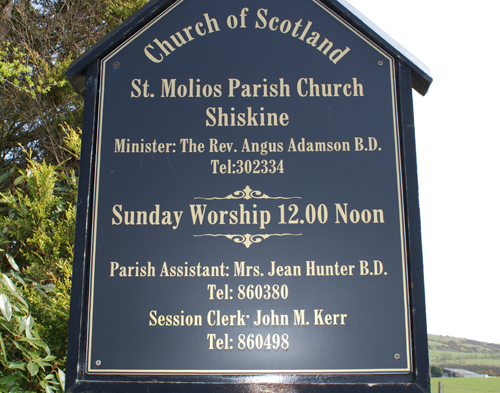 Church of Scotland
St. Molios Parish Church
Shiskine
Minister: The Rev. Angus Adamson B.D.
Tel:302334
Sunday Worship 12.00 Noon
Parish Assistant: Mrs. Jean Hunter B.D.
Tel: 860380
Session Clerk· John M. Kerr
Tel: 860498